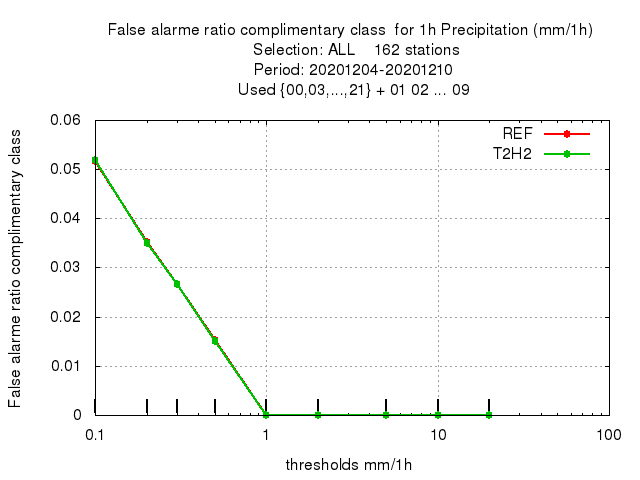 False alarme ratio complimentary class  for 1h Precipitation (mm/1h)
Selection: ALL    162 stations
Period: 20201204-20201210
Used {00,03,...,21} + 01 02 ... 09
False alarme ratio complimentary class
0.06
0.05
0.04
0.03
0.02
0.01
0
REF
T2H2
0.1
1
10
100
thresholds mm/1h